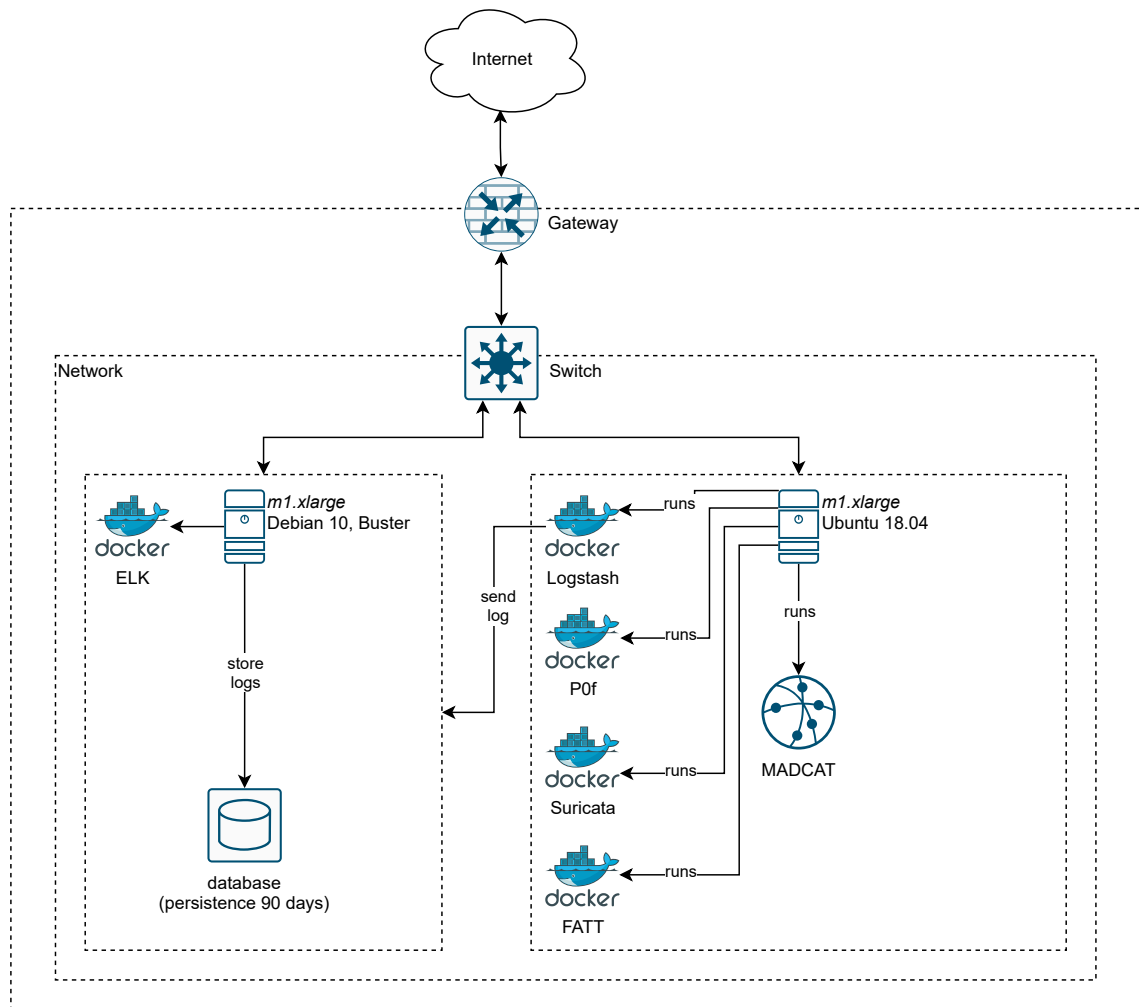 Internet
Gateway
Network
Switch
m1.xlarge
Debian 10, Buster
docker
ELK
store
logs
database
(persistence 90 days)
send
log
docker
Logstash
runs
m1.xlarge
Ubuntu 18.04
docker
P0f
runs
runs
MADCAT
docker
Suricata
runs
docker
FATT
runs